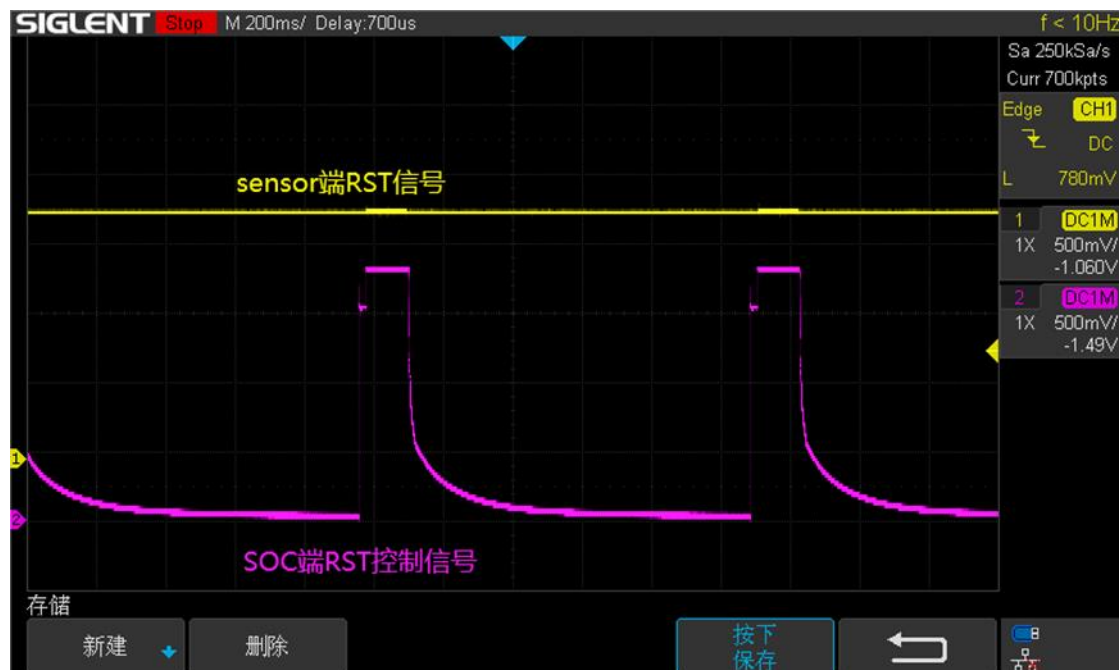 SIGLENT Stop M 200ms/ Delay:700us f < 10Hz
Sa 250kSa/s
Curr 700kpts
Edge CH1
DC
L 780mV
1 DC1M
1X 500mV/
-1.060V
2 DC1M
1X 500mV/
-1.49V
sensor端RST信号
1
2
SOC端RST控制信号
存储
新建
删除
按下
保存